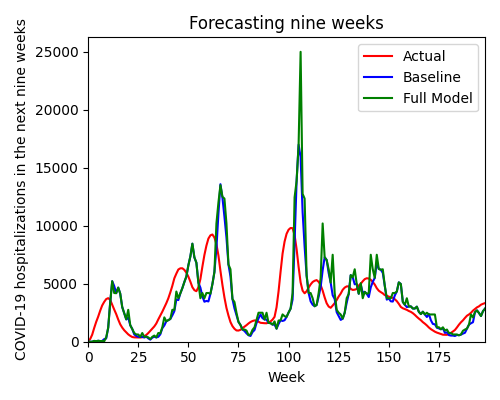 Forecasting nine weeks
COVID-19 hospitalizations in the next nine weeks
25000
20000
15000
10000
5000
0
Actual
Baseline
Full Model
0 25 50 75 100 125 150 175
Week